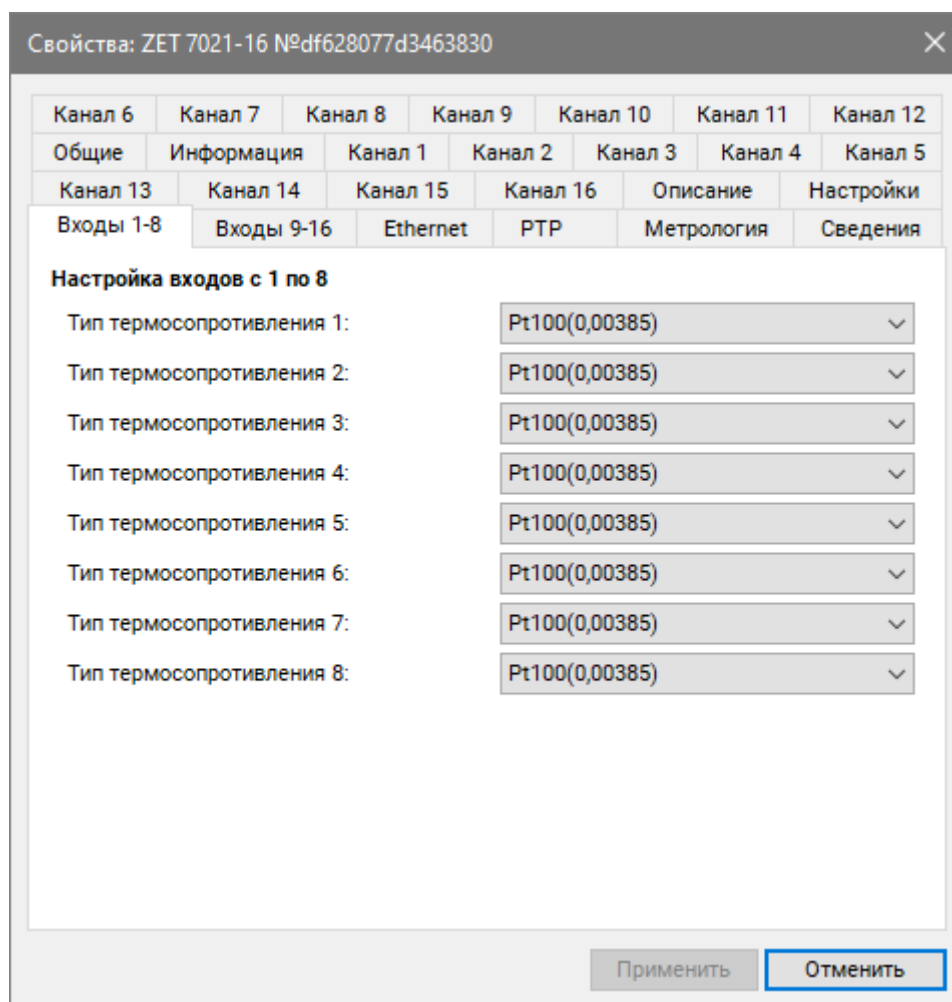 Свойства: ZET 7021-16 №df628077d3463830
Канал 6 Канал 7 Канал 8 Канал 9 Канал 10 Канал 11 Канал 12
Общие Информация Канал 1 Канал 2 Канал 3 Канал 4 Канал 5
Канал 13 Канал 14 Канал 15 Канал 16 Описание Настройки
Входы 1-8 Входы 9-16 Ethernet PTP Метрология Сведения
Настройка входов с 1 по 8
Тип термосопротивления 1: Pt100(0,00385)
Тип термосопротивления 2: Pt100(0,00385)
Тип термосопротивления 3: Pt100(0,00385)
Тип термосопротивления 4: Pt100(0,00385)
Тип термосопротивления 5: Pt100(0,00385)
Тип термосопротивления 6: Pt100(0,00385)
Тип термосопротивления 7: Pt100(0,00385)
Тип термосопротивления 8: Pt100(0,00385)
Применить Отменить